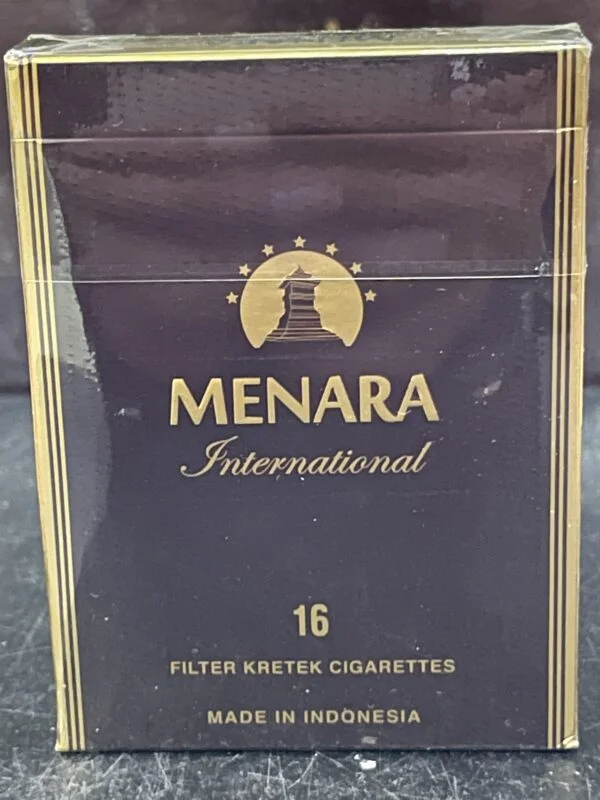 MENARA
International
16
FILTER KRETEK CIGARETTES
MADE IN INDONESIA